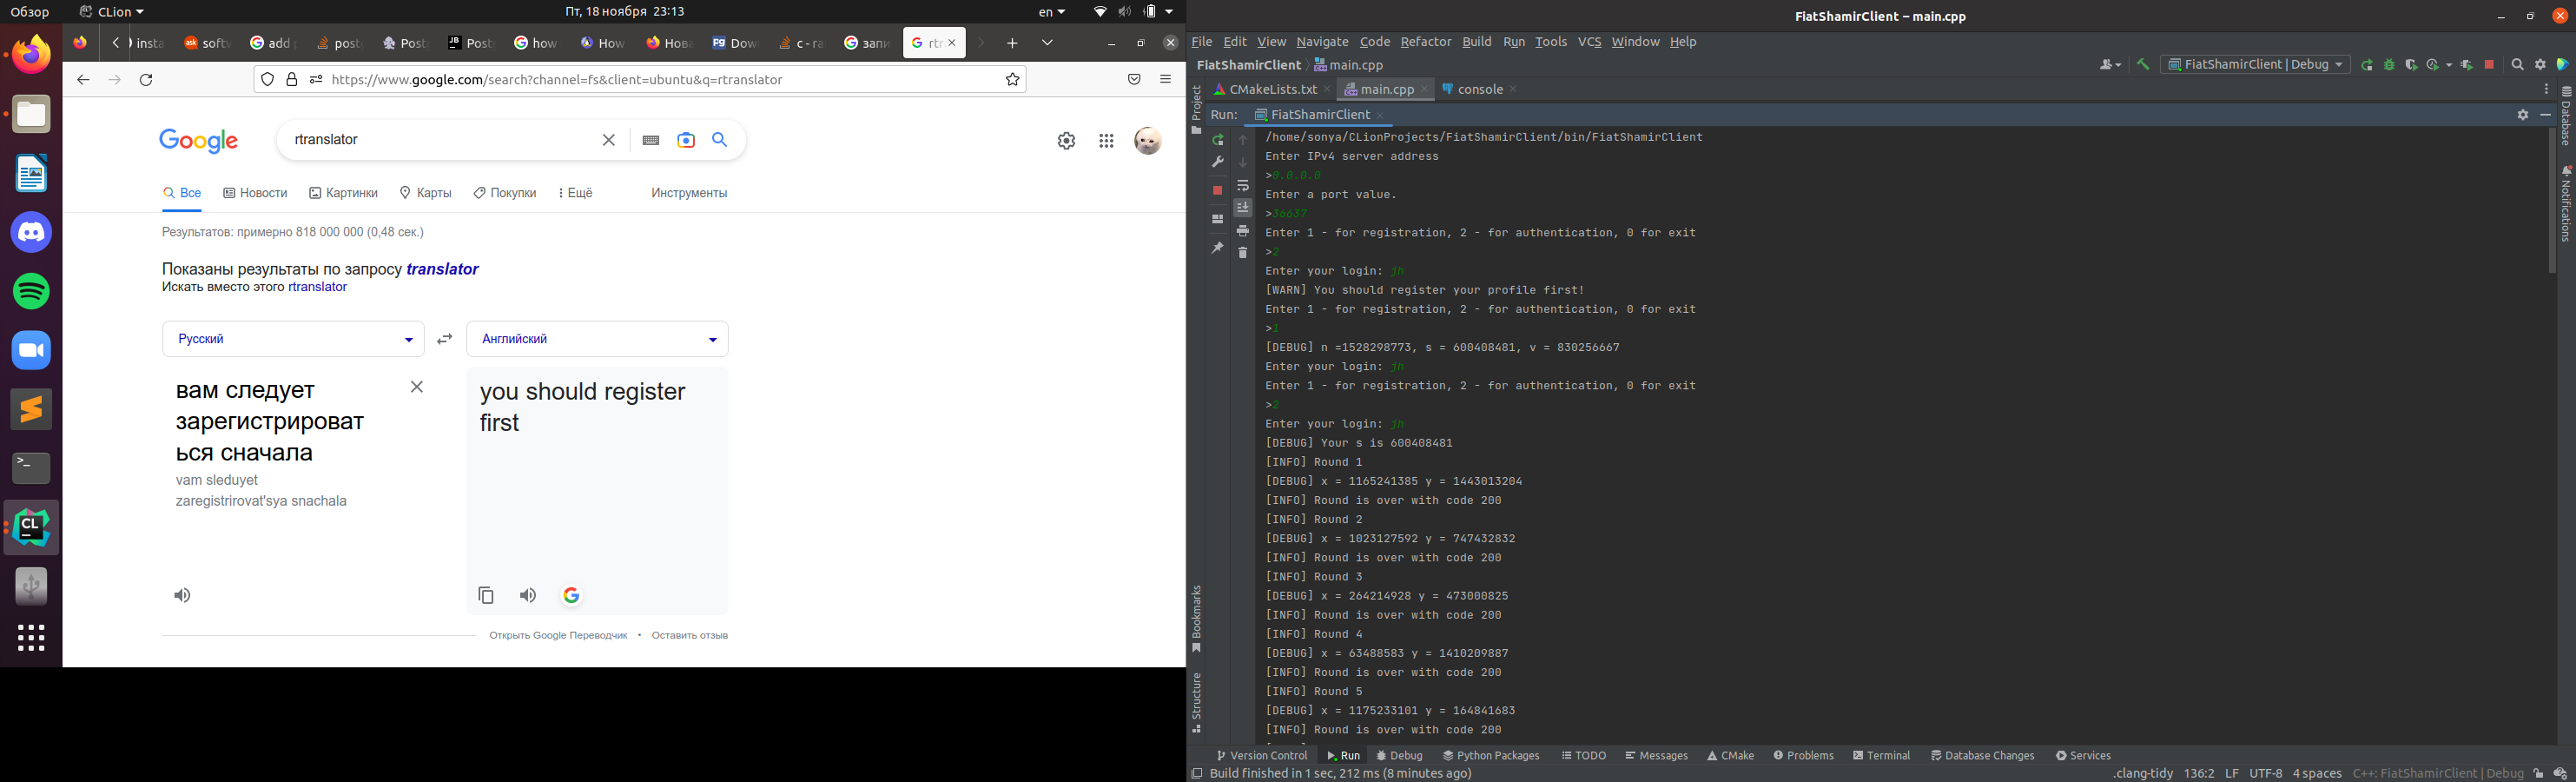 Обзор
CLion
Пт, 18 ноября 23:13
en
insta
softw
add
post
Post
Post
how
How
Нова
Dow
c - ra
запи
rtr
https://www.google.com/search?channel=fs&client=ubuntu&q=rtranslator
Google
rtranslator
Все
Новости
Картинки
Карты
Покупки
Ещё
Инструменты
Результатов: примерно 818 000 000 (0,48 сек.)
Показаны результаты по запросу translator
Искать вместо этого rtranslator
Русский
Английский
вам следует
зарегистрироват
ься сначала
vam sleduyet
zaregistrirovat'sya snachala
you should register
first
Открыть Google Переводчик • Оставить отзыв
FiatShamirClient – main.cpp
File Edit View Navigate Code Refactor Build Run Tools VCS Window Help
FiatShamirClient main.cpp
FiatShamirClient | Debug
CMakeLists.txt
main.cpp
console
Run: FiatShamirClient
/home/sonya/CLionProjects/FiatShamirClient/bin/FiatShamirClient
Enter IPv4 server address
>0.0.0.0
Enter a port value.
>36637
Enter 1 - for registration, 2 - for authentication, 0 for exit
>2
Enter your login: jh
[WARN] You should register your profile first!
Enter 1 - for registration, 2 - for authentication, 0 for exit
>1
[DEBUG] n =1528298773, s = 600408481, v = 830256667
Enter your login: jh
Enter 1 - for registration, 2 - for authentication, 0 for exit
>2
Enter your login: jh
[DEBUG] Your s is 600408481
[INFO] Round 1
[DEBUG] x = 1165241385 y = 1443013204
[INFO] Round is over with code 200
[INFO] Round 2
[DEBUG] x = 1023127592 y = 747432832
[INFO] Round is over with code 200
[INFO] Round 3
[DEBUG] x = 264214928 y = 473000825
[INFO] Round is over with code 200
[INFO] Round 4
[DEBUG] x = 63488583 y = 1410209887
[INFO] Round is over with code 200
[INFO] Round 5
[DEBUG] x = 1175233101 y = 164841683
[INFO] Round is over with code 200
Project
Bookmarks
Structure
Database
Notifications
Version Control
Run
Debug
Python Packages
TODO
Messages
CMake
Problems
Terminal
Database Changes
Services
Build finished in 1 sec, 212 ms (8 minutes ago)
.clang-tidy 136:2 LF UTF-8 4 spaces C++: FiatShamirClient | Debug